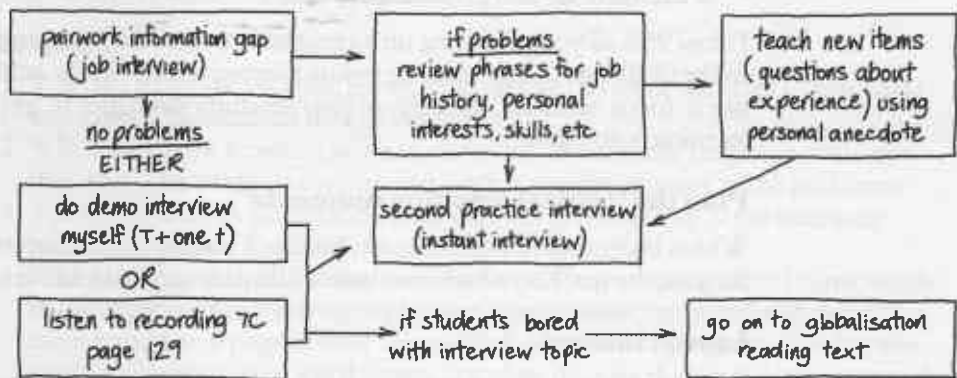 pairwork information gap
(job interview)
if problems
review phrases for job
history, personal
interests, skills, etc
teach new items
(questions about
experience) using
personal anecdote
no problems
EITHER
do demo interview
myself (T+one t)
second practice interview
(instant interview)
OR
listen to recording 7C
page 129
if students bored
with interview topic
go on to globalisation
reading text